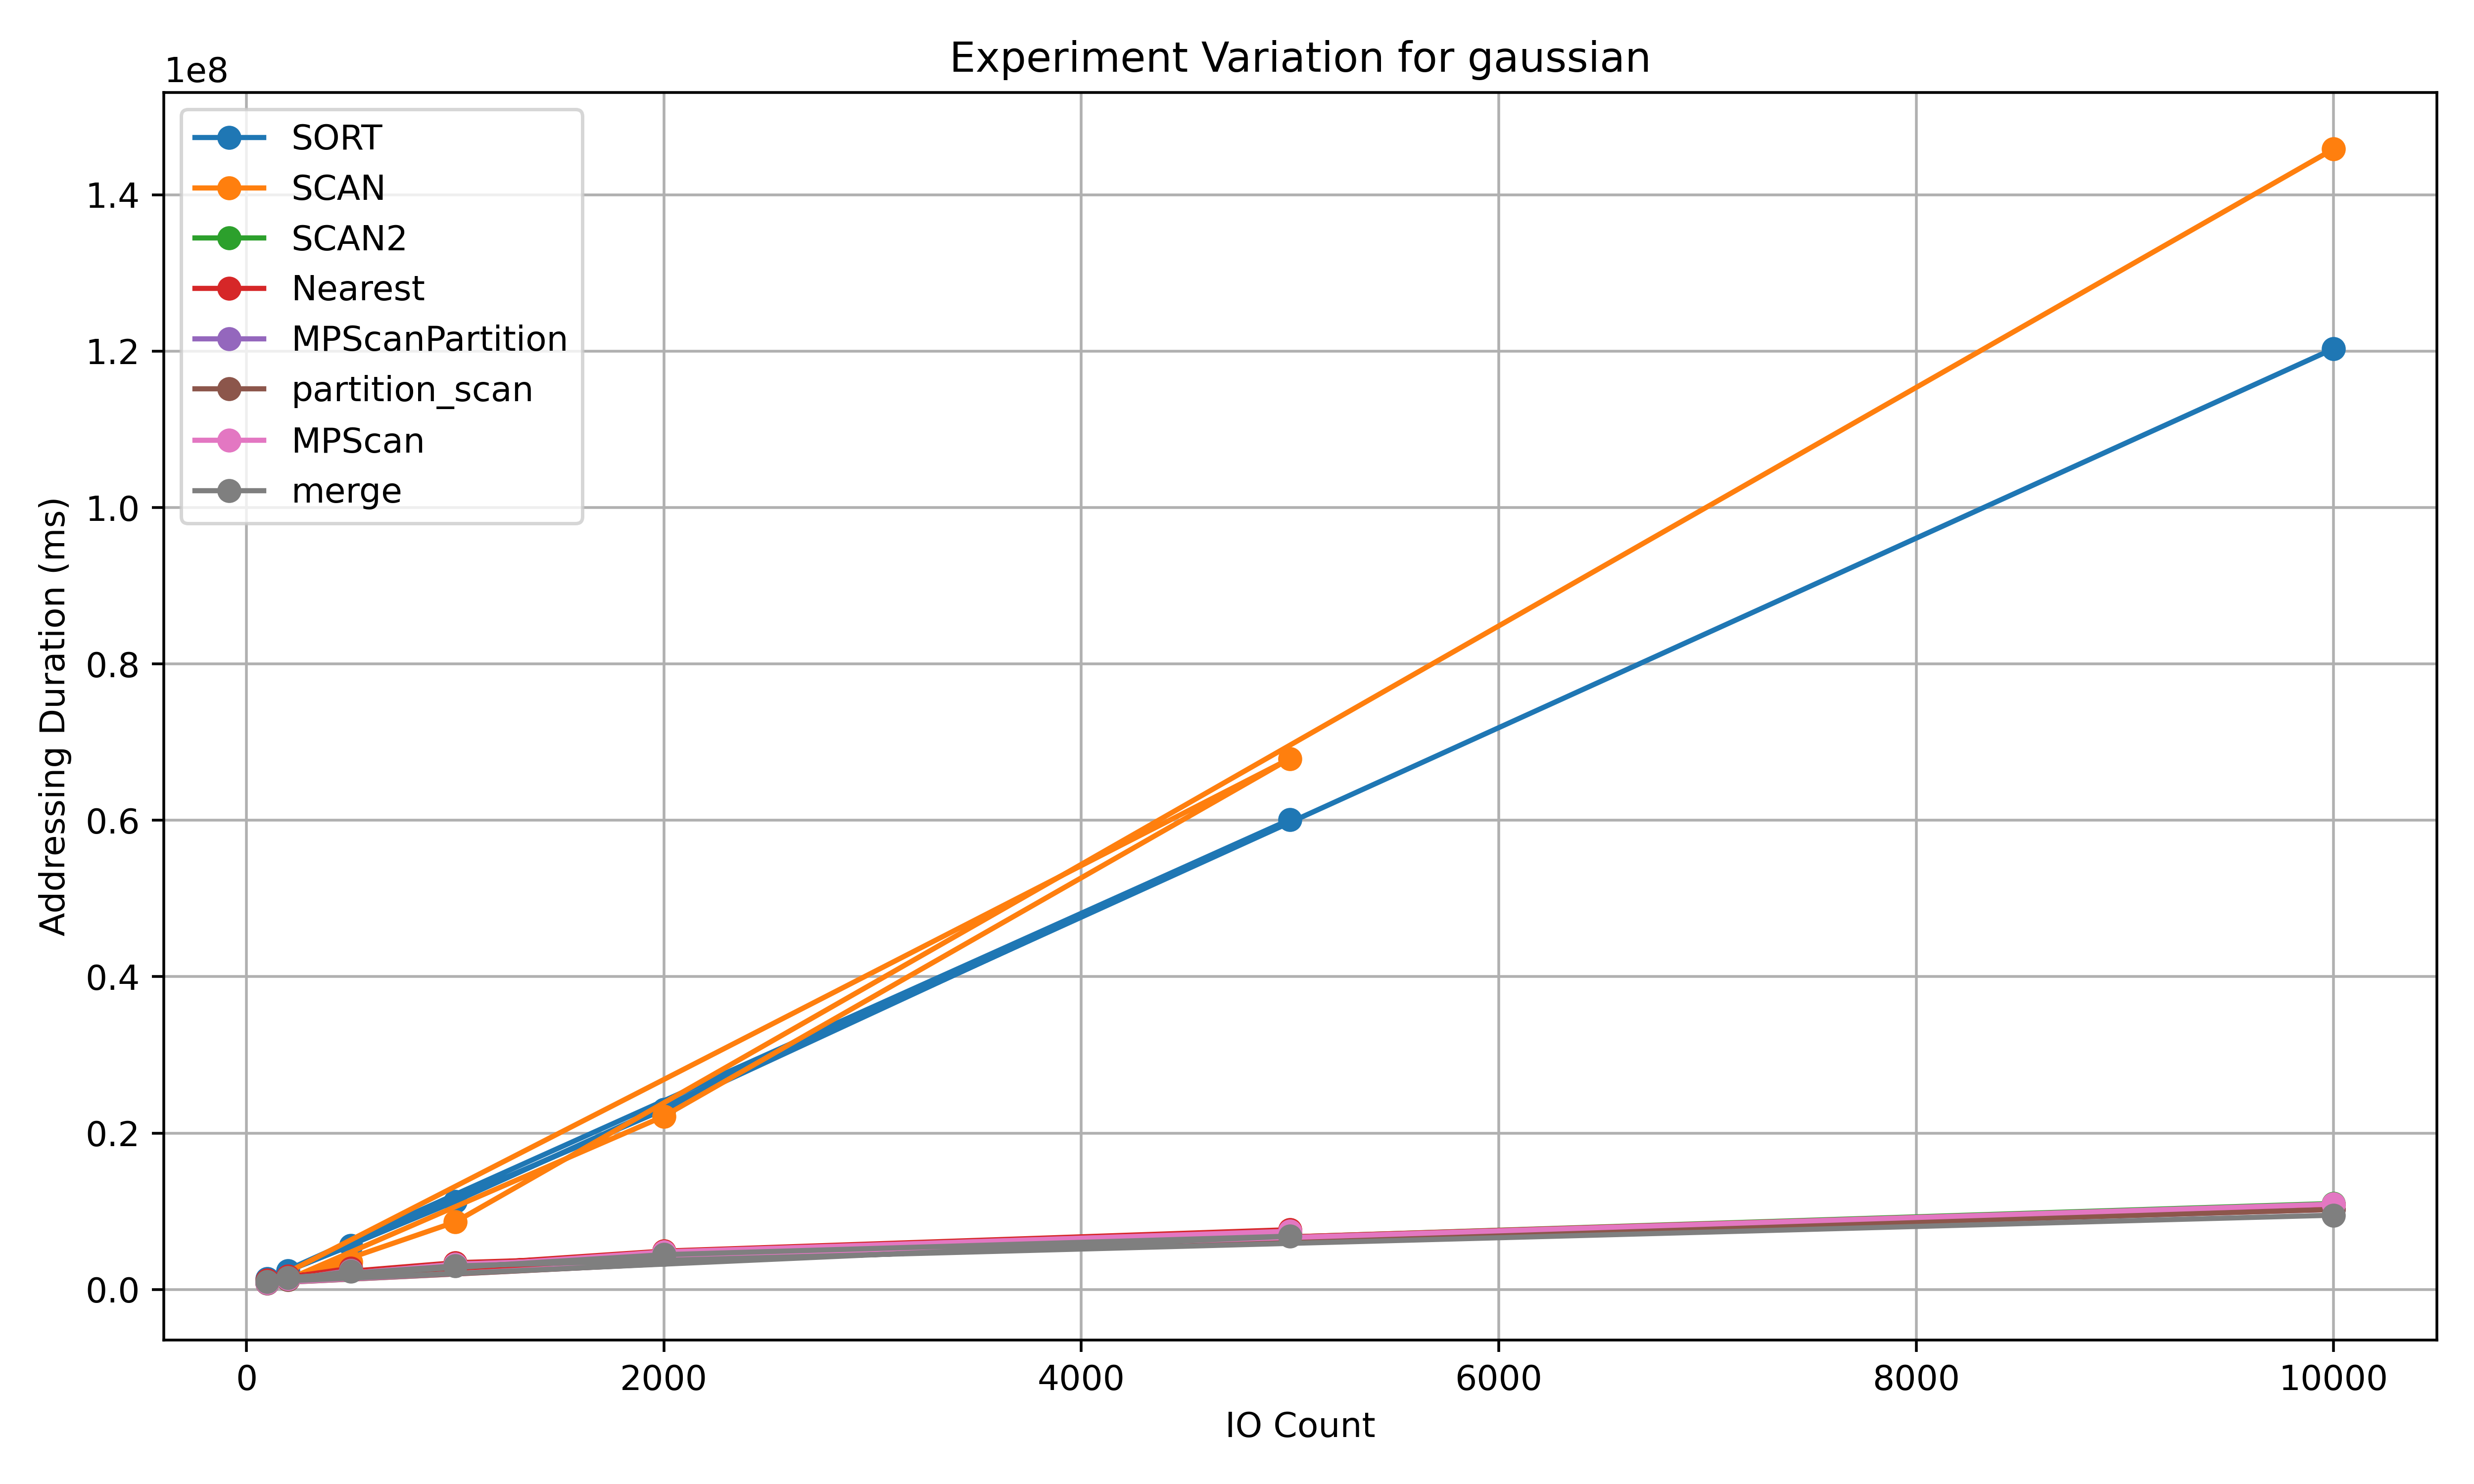 Experiment Variation for gaussian
1e8
SORT
SCAN
SCAN2
Nearest
MPScanPartition
partition_scan
MPScan
merge
1.4
1.2
1.0
0.8
0.6
0.4
0.2
0.0
Addressing Duration (ms)
0 2000 4000 6000 8000 10000
IO Count